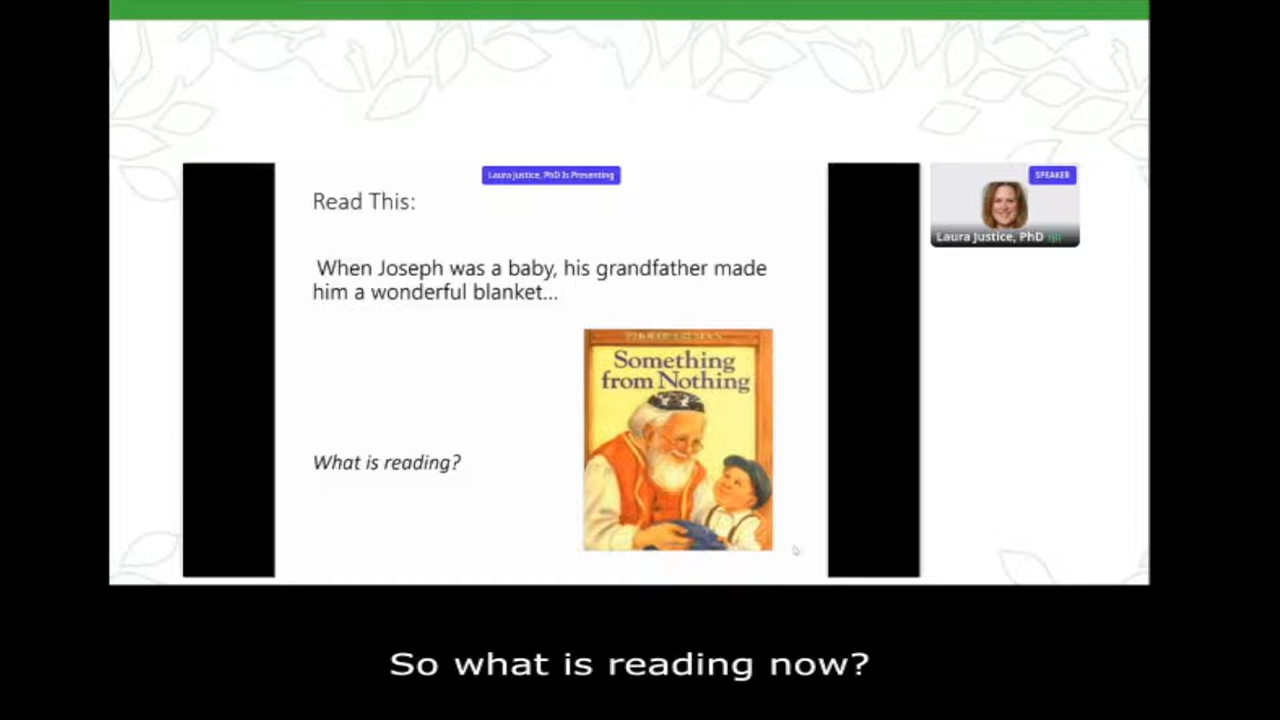 Laura Justice, PhD Is Presenting
SPEAKER
Laura Justice, PhD
Read This:
When Joseph was a baby, his grandfather made
him a wonderful blanket...
Something
from Nothing
What is reading?
So what is reading now?